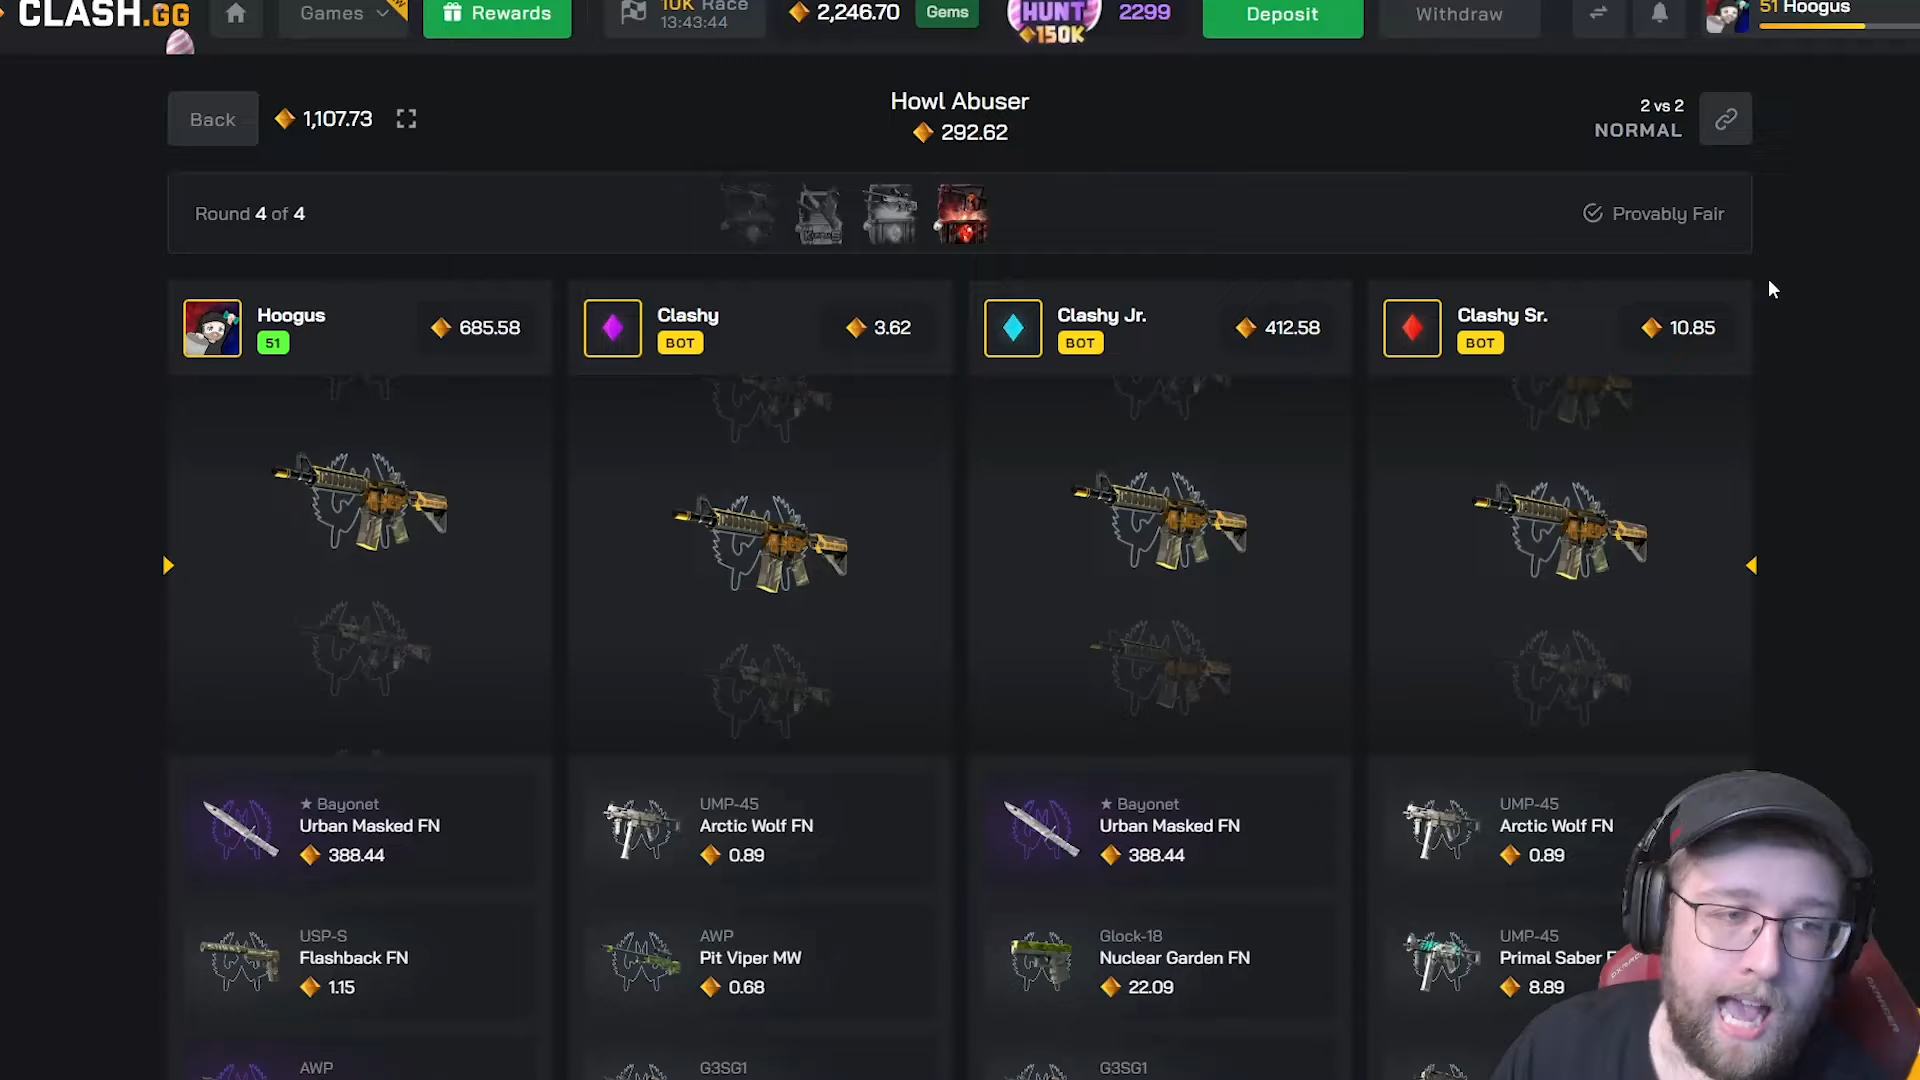 CLASH.GG
Games
Rewards
10K Race
13:43:44
2,246.70
Gems
HUNT
150K
2299
Deposit
Withdraw
51 Hoogus
Back
1,107.73
Howl Abuser
292.62
2 vs 2
NORMAL
Round 4 of 4
Provably Fair
Hoogus
51
685.58
Clashy
BOT
3.62
Clashy Jr.
BOT
412.58
Clashy Sr.
BOT
10.85
★ Bayonet
Urban Masked FN
388.44
UMP-45
Arctic Wolf FN
0.89
★ Bayonet
Urban Masked FN
388.44
UMP-45
Arctic Wolf FN
0.89
USP-S
Flashback FN
1.15
AWP
Pit Viper MW
0.68
Glock-18
Nuclear Garden FN
22.09
UMP-45
Primal Saber
8.89
AWP
G3SG1
G3SG1